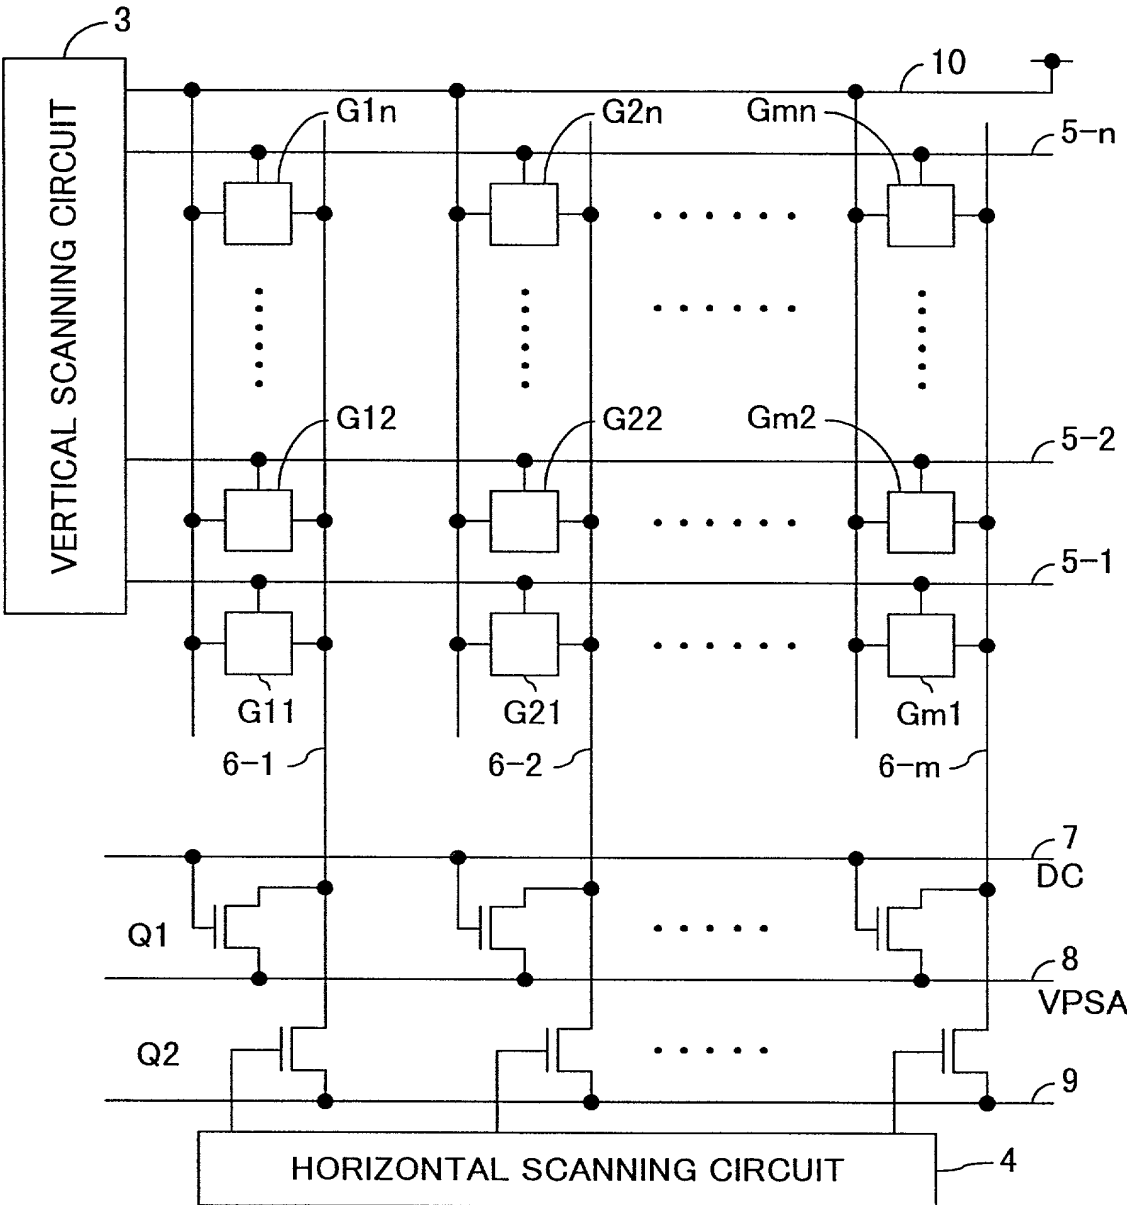 3
10
G1n
G2n
Gmn
5-n
VERTICAL SCANNING CIRCUIT
G12
G22
Gm2
5-2
5-1
G11
G21
Gm1
6-1
6-2
6-m
7
DC
Q1
8
VPSA
Q2
9
HORIZONTAL SCANNING CIRCUIT
4